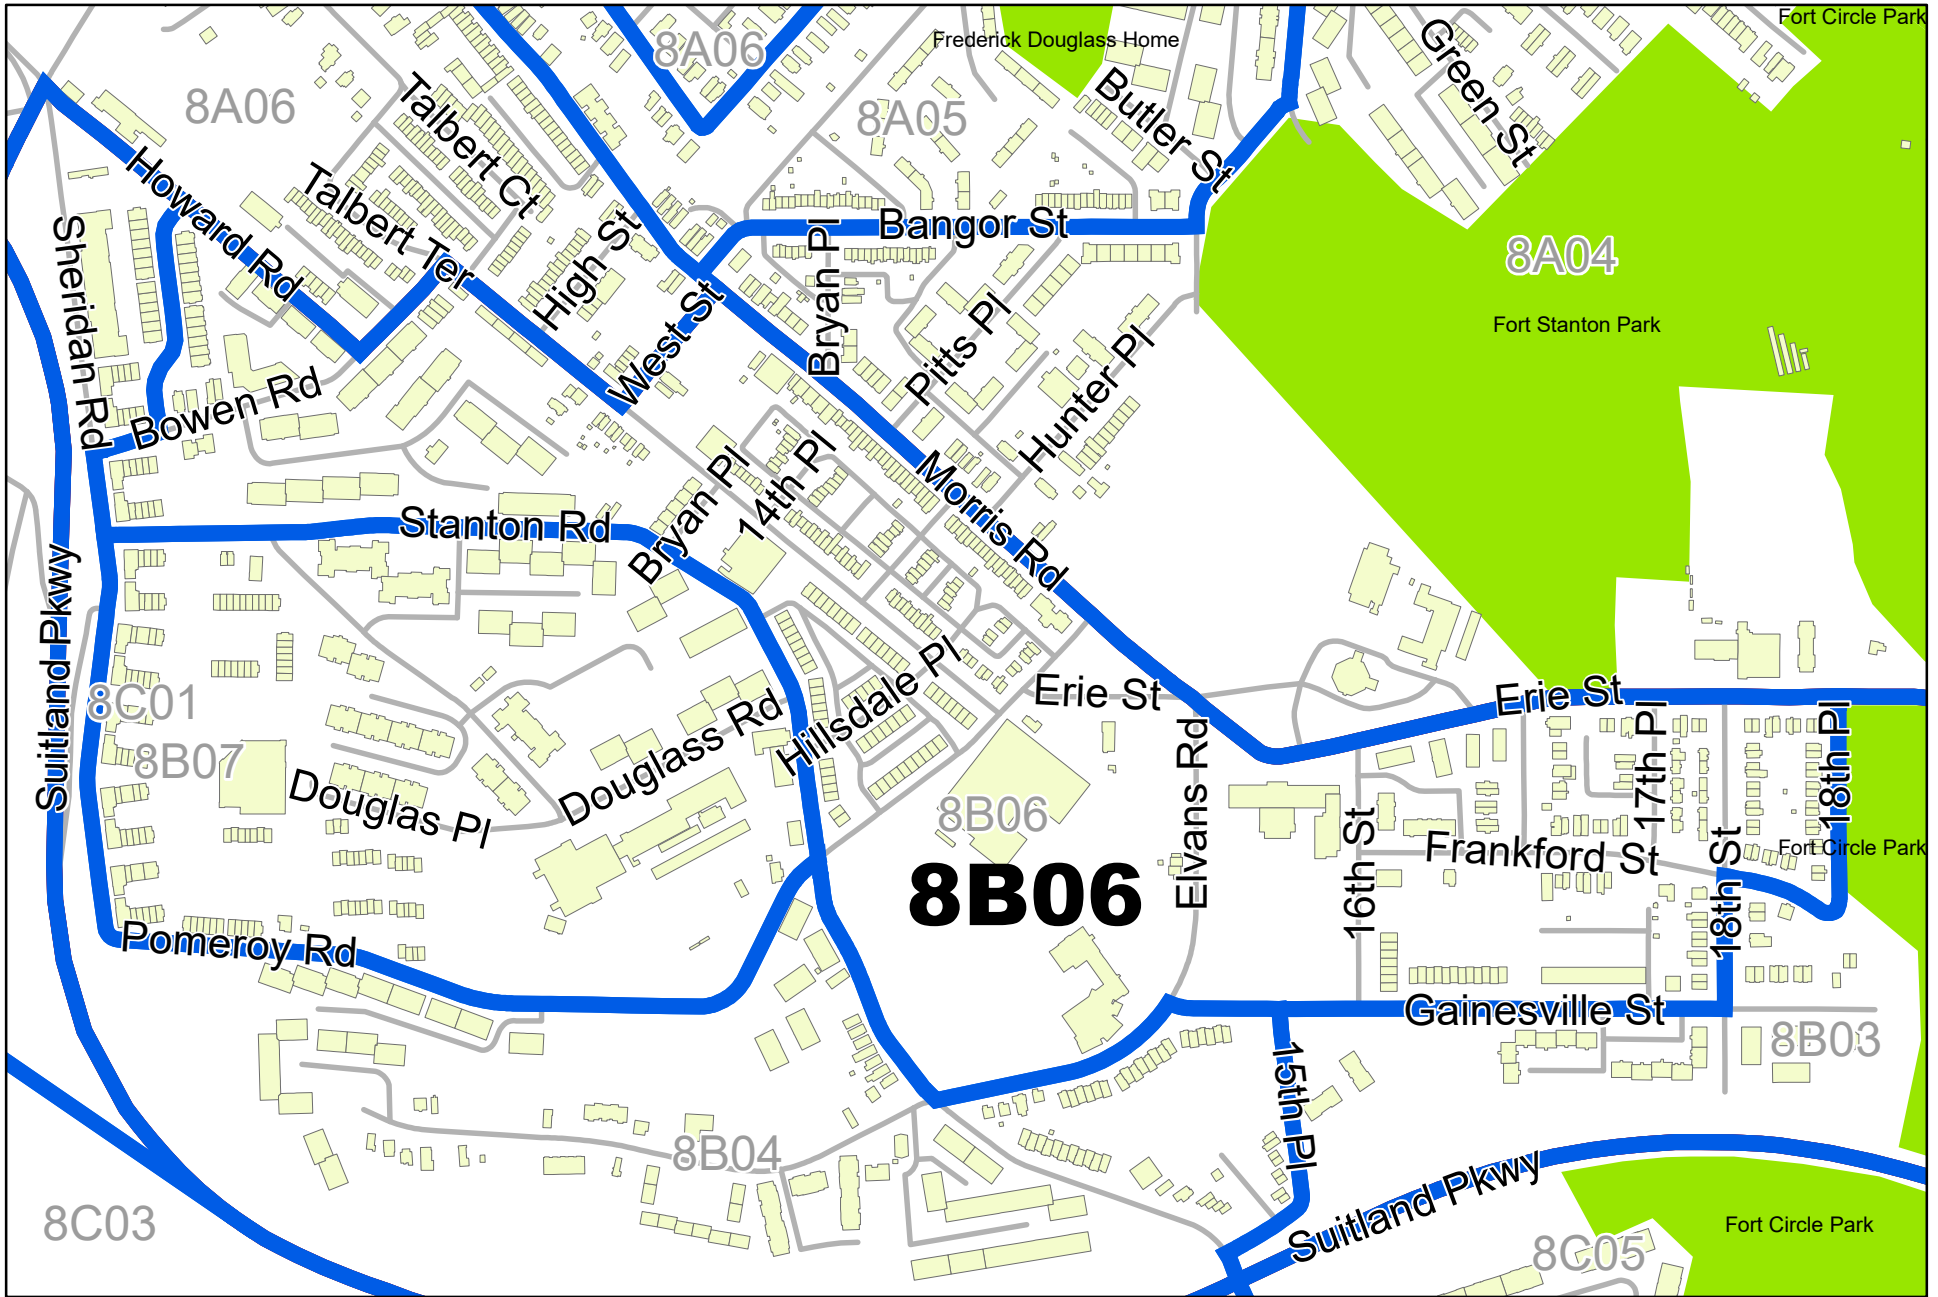 Fort Circle Park
Frederick Douglass Home
8A06
Green St
8A06
Talbert Ct
8A05
Butler St
Howard Rd
Talbert Ter
High St
Bryan Pl
Bangor St
8A04
Sheridan Rd
West St
Pitts Pl
Hunter Pl
Fort Stanton Park
Bowen Rd
Bryan Pl
14th Pl
Morris Rd
Stanton Rd
Suitland Pkwy
8C01
8B07
Douglas Pl
Douglass Rd
Hillsdale Pl
Erie St
Erie St
Elvans Rd
17th Pl
18th Pl
8B06
8B06
16th St
Frankford St
18th St
Fort Circle Park
Pomeroy Rd
Gainesville St
8B03
15th Pl
8B04
Suitland Pkwy
8C03
8C05
Fort Circle Park